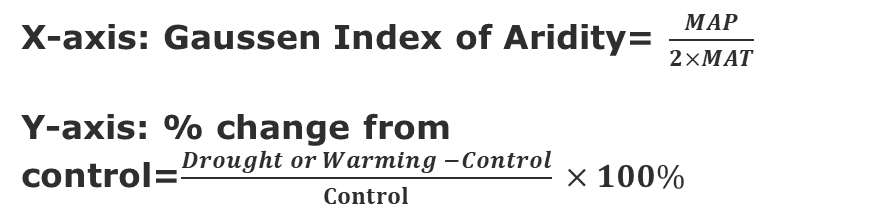 X-axis: Gaussen Index of Aridity= MAP / 2×MAT
Y-axis: % change from
control= Drought or Warming −Control / Control × 100%